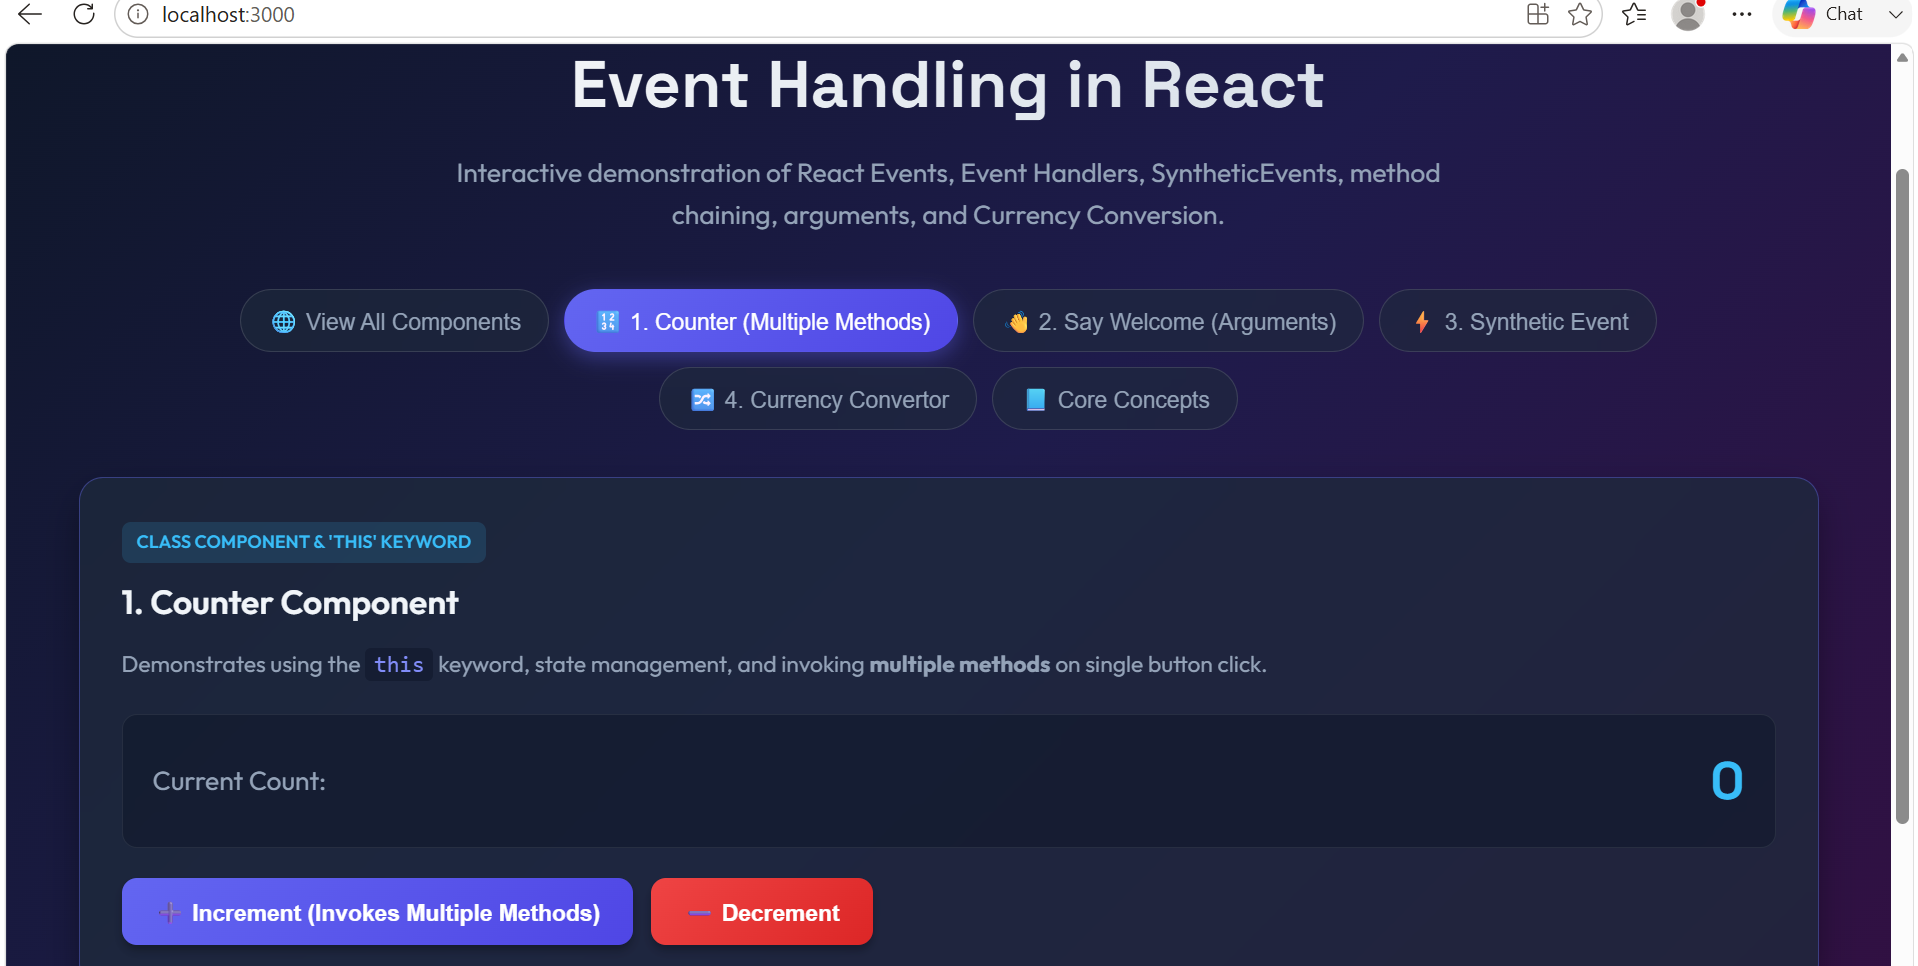 localhost:3000
Chat
Event Handling in React
Interactive demonstration of React Events, Event Handlers, SyntheticEvents, method
chaining, arguments, and Currency Conversion.
View All Components
1. Counter (Multiple Methods)
2. Say Welcome (Arguments)
3. Synthetic Event
4. Currency Convertor
Core Concepts
CLASS COMPONENT & 'THIS' KEYWORD
1. Counter Component
Demonstrates using the this keyword, state management, and invoking multiple methods on single button click.
Current Count:
0
Increment (Invokes Multiple Methods)
Decrement